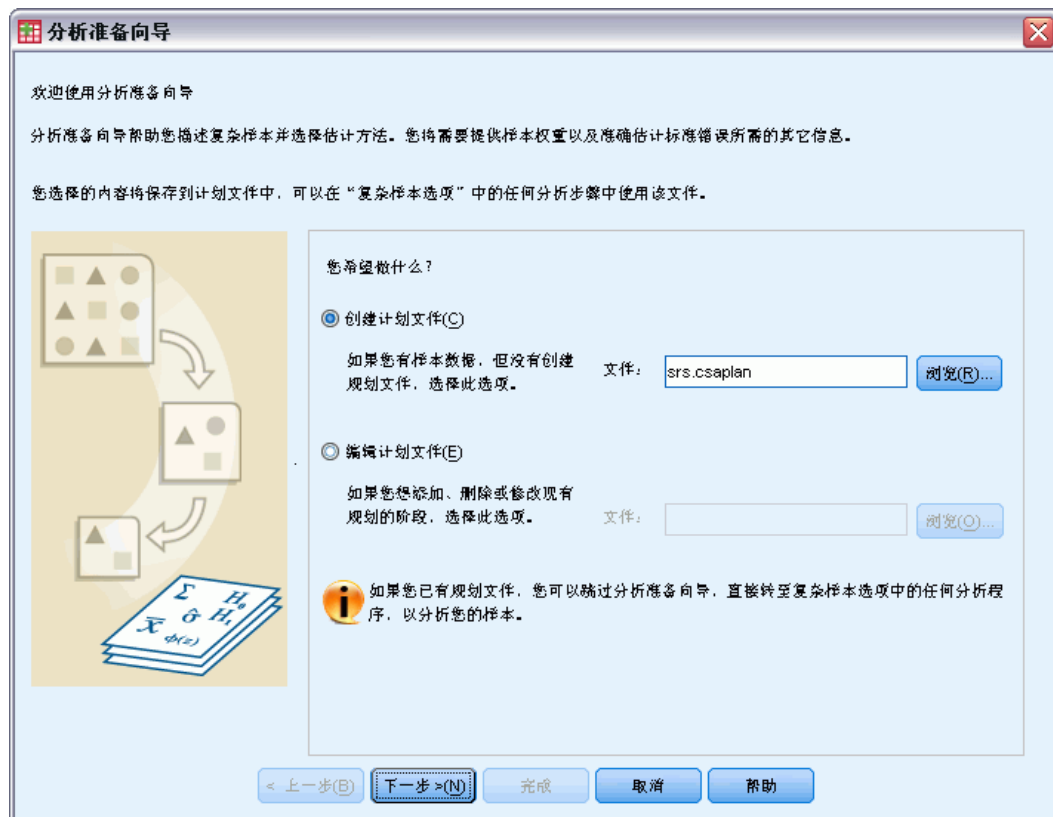 分析准备向导
欢迎使用分析准备向导
分析准备向导帮助您描述复杂样本并选择估计方法。您将需要提供样本权重以及准确估计标准错误所需的其它信息。
您选择的内容将保存到计划文件中，可以在“复杂样本选项”中的任何分析步骤中使用该文件。
您希望做什么？
创建计划文件(C)
如果您有样本数据，但没有创建
规划文件，选择此选项。
文件：
srs.csaplan
浏览(R)...
编辑计划文件(E)
如果您想添加、删除或修改现有
规划的阶段，选择此选项。
文件：
浏览(O)...
如果您已有规划文件，您可以跳过分析准备向导，直接转至复杂样本选项中的任何分析程
序，以分析您的样本。
Σ H₀
σ̂ H₁
x̄ φ(z)
< 上一步(B)
下一步 >(N)
完成
取消
帮助